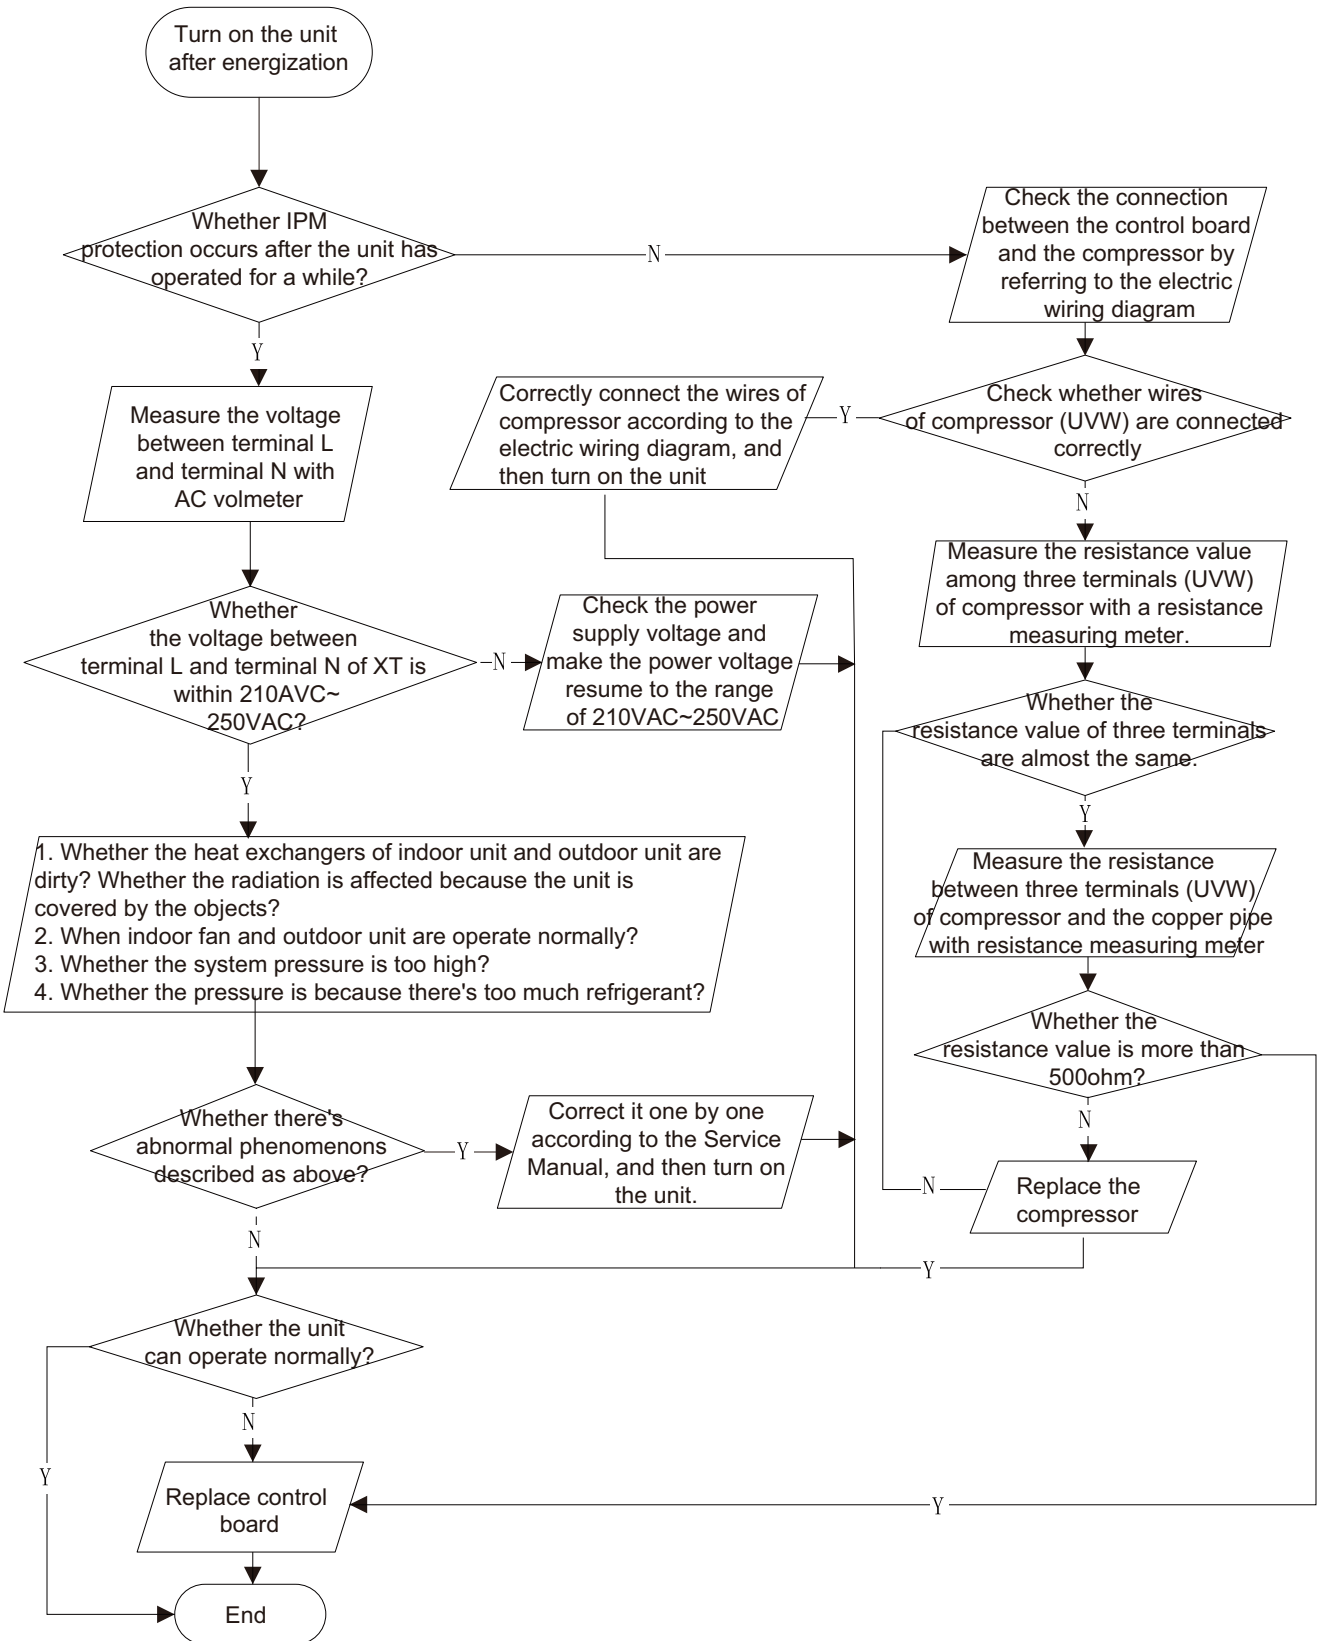 Turn on the unit
after energization
Whether IPM
protection occurs after the unit has
operated for a while?
N
Check the connection
between the control board
and the compressor by
referring to the electric
wiring diagram
Y
Measure the voltage
between terminal L
and terminal N with
AC volmeter
Correctly connect the wires of
compressor according to the
electric wiring diagram, and
then turn on the unit
Y
Check whether wires
of compressor (UVW) are connected
correctly
N
Measure the resistance value
among three terminals (UVW)
of compressor with a resistance
measuring meter.
Whether
the voltage between
terminal L and terminal N of XT is
within 210AVC~
250VAC?
N
Check the power
supply voltage and
make the power voltage
resume to the range
of 210VAC~250VAC
Whether the
resistance value of three terminals
are almost the same.
Y
Y
1. Whether the heat exchangers of indoor unit and outdoor unit are
dirty? Whether the radiation is affected because the unit is
covered by the objects?
2. When indoor fan and outdoor unit are operate normally?
3. Whether the system pressure is too high?
4. Whether the pressure is because there's too much refrigerant?
Measure the resistance
between three terminals (UVW)
of compressor and the copper pipe
with resistance measuring meter
Whether the
resistance value is more than
500ohm?
N
Whether there's
abnormal phenomenons
described as above?
Y
Correct it one by one
according to the Service
Manual, and then turn on
the unit.
N
Replace the
compressor
N
Y
Whether the unit
can operate normally?
N
Y
Replace control
board
Y
End